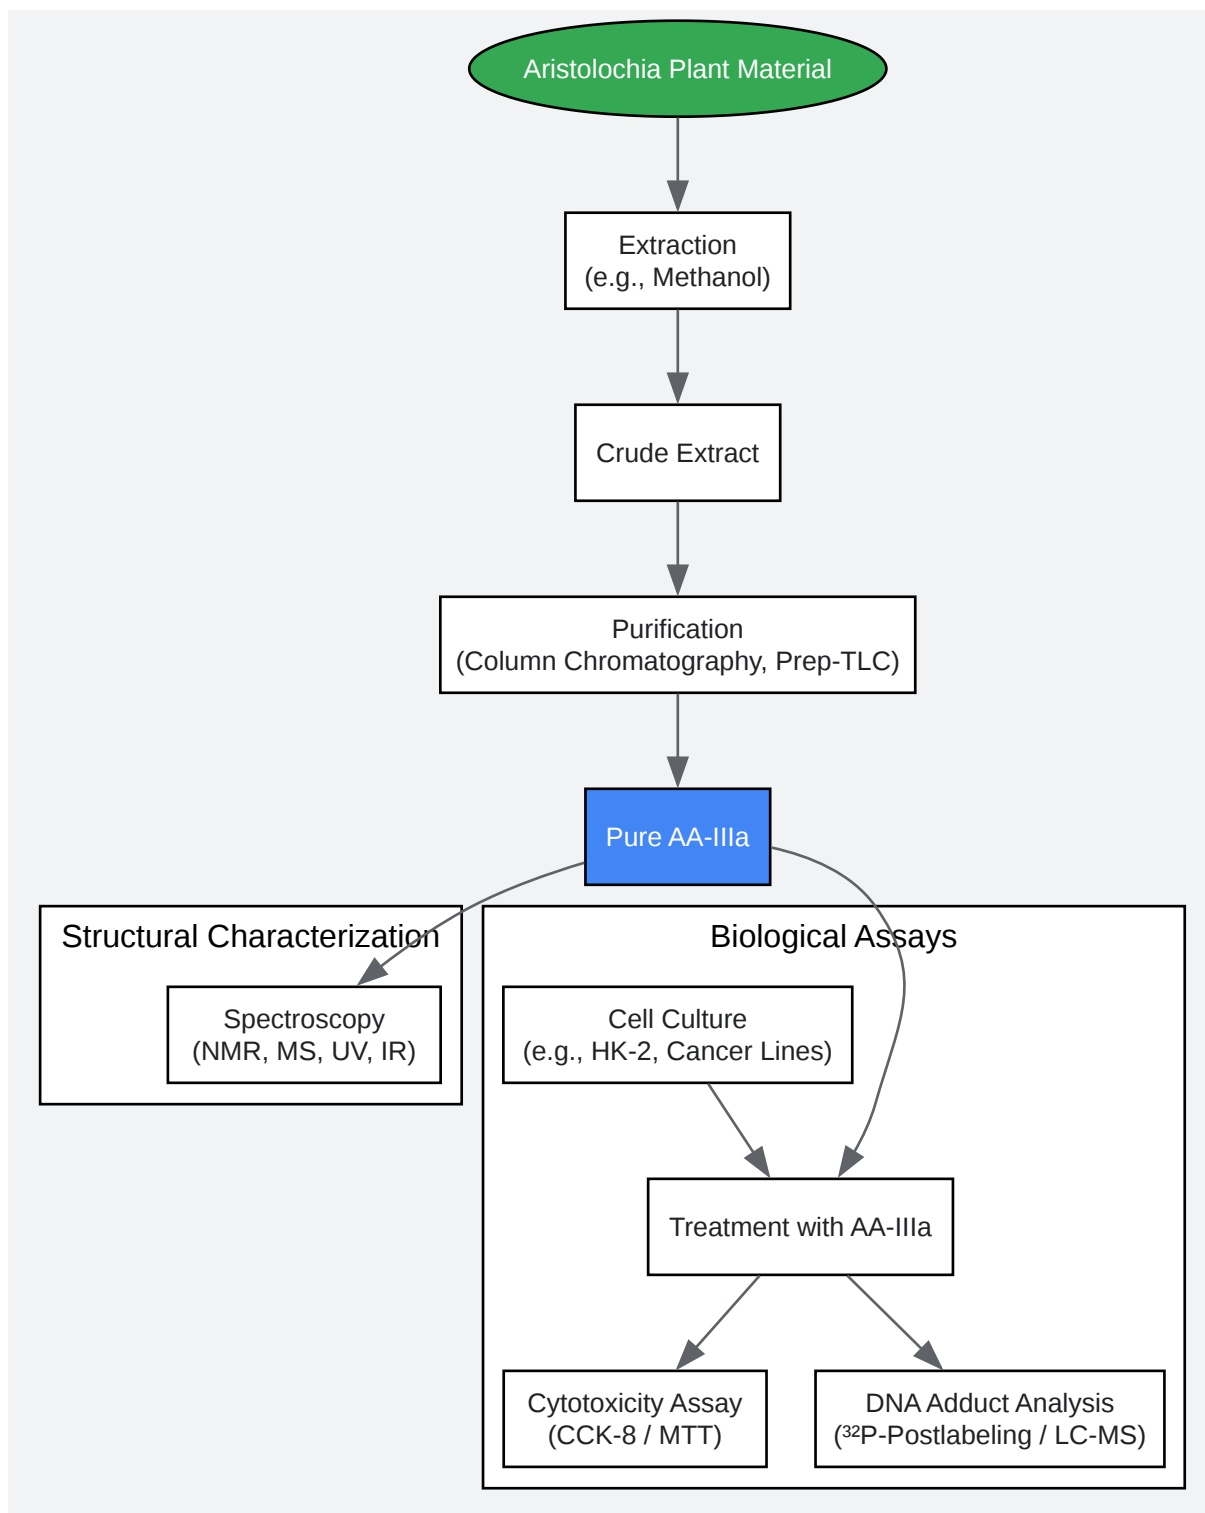 Aristolochia Plant Material
Extraction
(e.g., Methanol)
Crude Extract
Purification
(Column Chromatography, Prep-TLC)
Pure AA-IIIa
Structural Characterization
Spectroscopy
(NMR, MS, UV, IR)
Biological Assays
Cell Culture
(e.g., HK-2, Cancer Lines)
Treatment with AA-IIIa
Cytotoxicity Assay
(CCK-8 / MTT)
DNA Adduct Analysis
(³²P-Postlabeling / LC-MS)